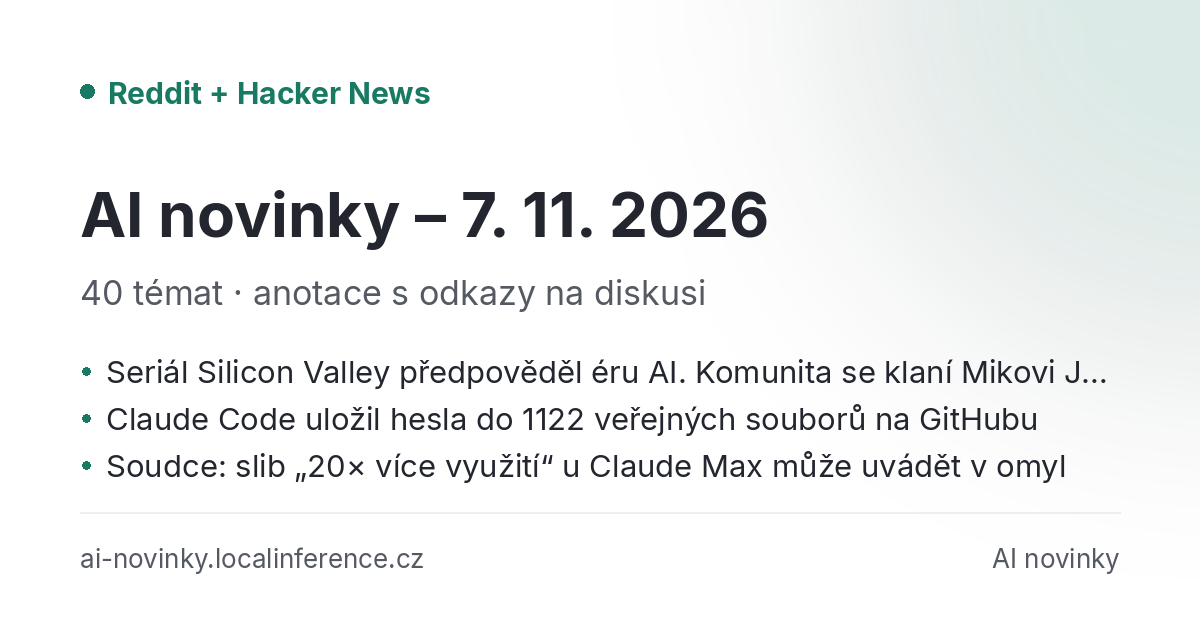 Reddit + Hacker News
AI novinky – 7. 11. 2026
40 témat · anotace s odkazy na diskusi
• Seriál Silicon Valley předpověděl éru AI. Komunita se klaní Mikovi J…
• Claude Code uložil hesla do 1122 veřejných souborů na GitHubu
• Soudce: slib „20× více využití“ u Claude Max může uvádět v omyl
ai-novinky.localinference.cz
AI novinky